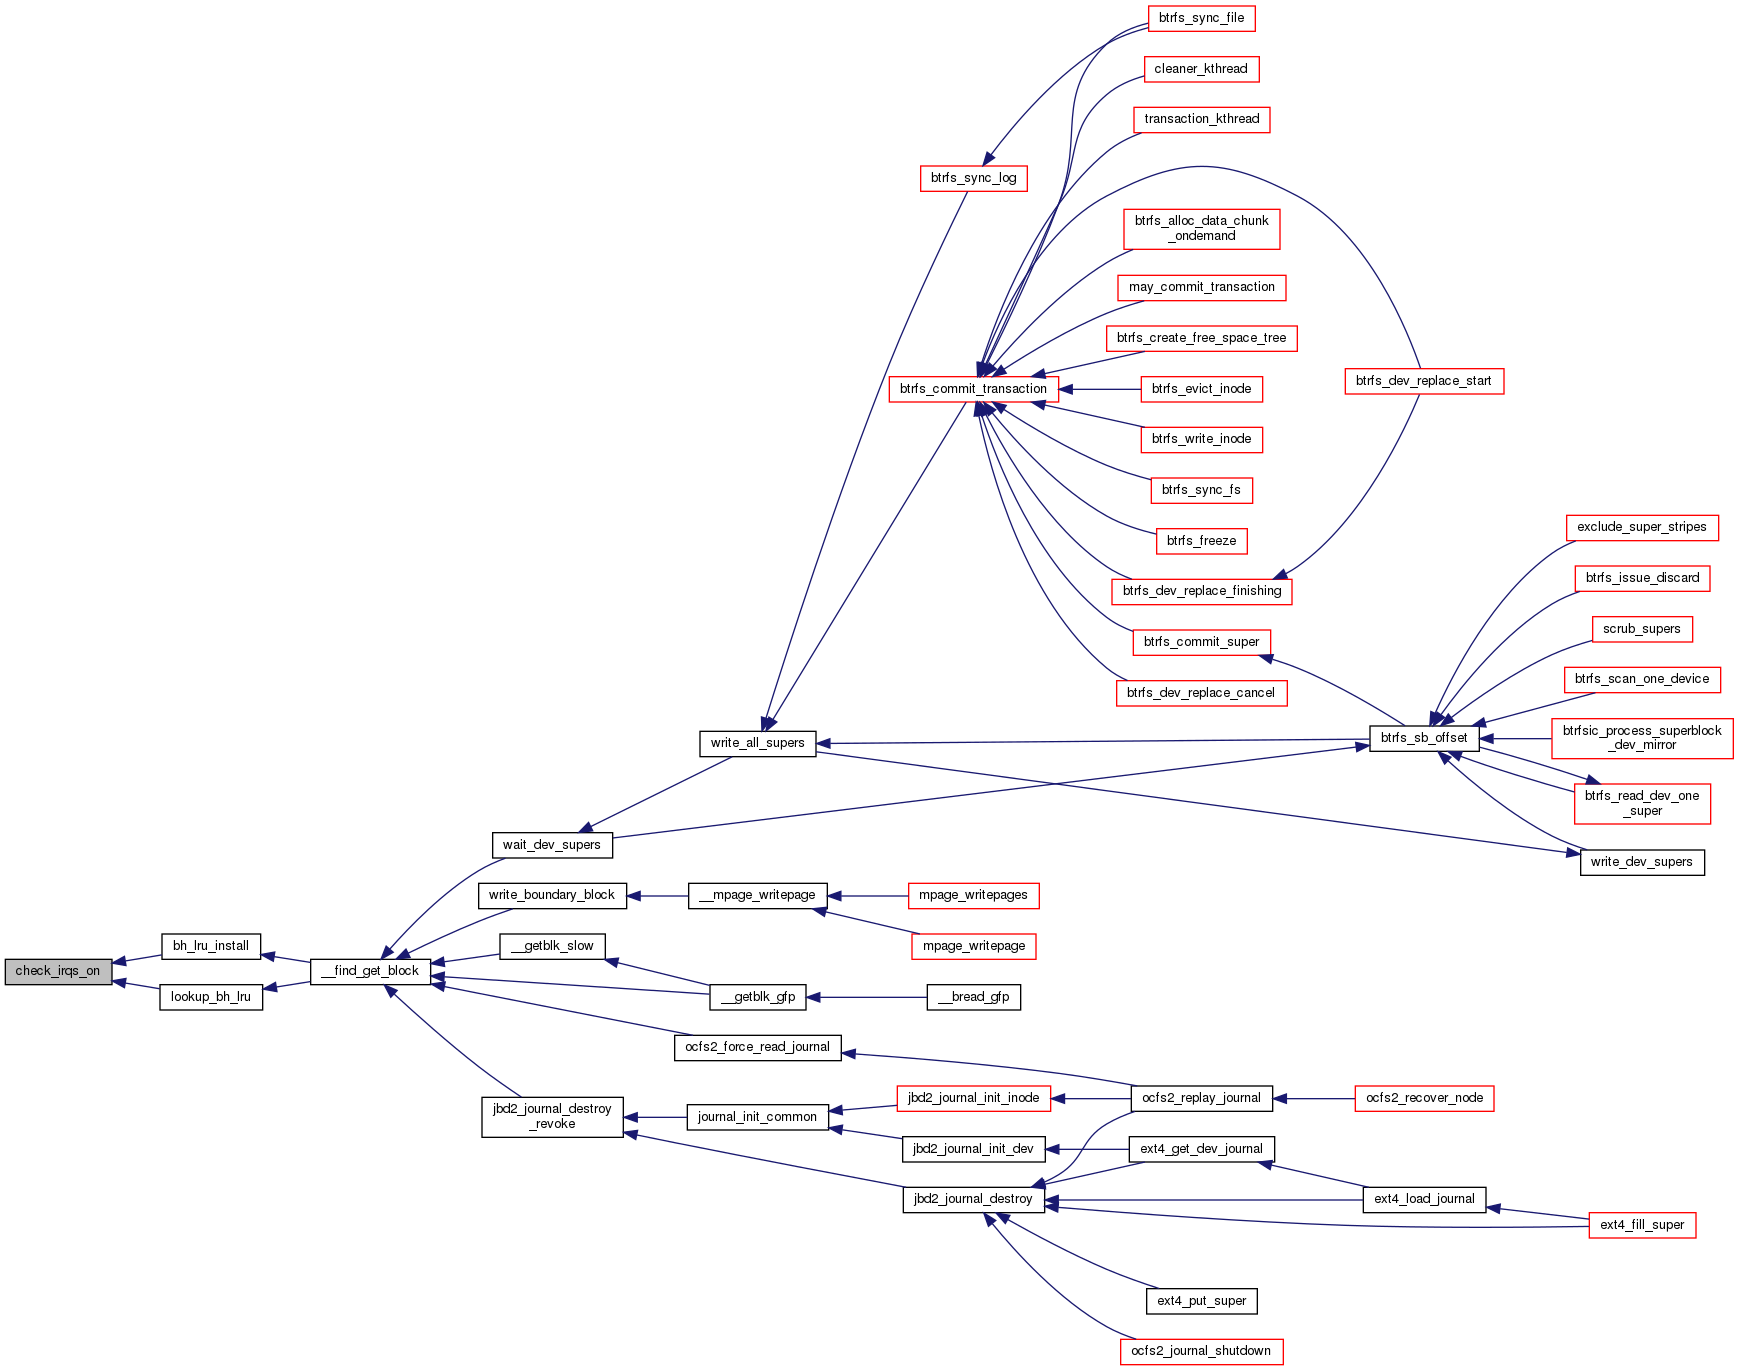 btrfs_sync_file
cleaner_kthread
transaction_kthread
btrfs_sync_log
btrfs_alloc_data_chunk
_ondemand
may_commit_transaction
btrfs_create_free_space_tree
btrfs_dev_replace_start
btrfs_commit_transaction
btrfs_evict_inode
btrfs_write_inode
btrfs_sync_fs
exclude_super_stripes
btrfs_freeze
btrfs_issue_discard
btrfs_dev_replace_finishing
scrub_supers
btrfs_commit_super
btrfs_scan_one_device
btrfs_dev_replace_cancel
write_all_supers
btrfs_sb_offset
btrfsic_process_superblock
_dev_mirror
btrfs_read_dev_one
_super
wait_dev_supers
write_dev_supers
write_boundary_block
__mpage_writepage
mpage_writepages
bh_lru_install
__getblk_slow
mpage_writepage
check_irqs_on
__find_get_block
lookup_bh_lru
__getblk_gfp
__bread_gfp
ocfs2_force_read_journal
jbd2_journal_destroy
_revoke
journal_init_common
jbd2_journal_init_inode
ocfs2_replay_journal
ocfs2_recover_node
jbd2_journal_init_dev
ext4_get_dev_journal
jbd2_journal_destroy
ext4_load_journal
ext4_fill_super
ext4_put_super
ocfs2_journal_shutdown